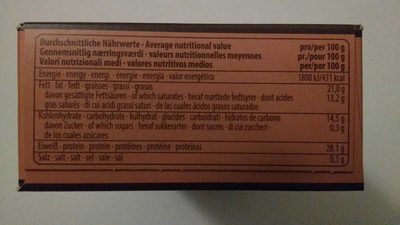 Durchschnittliche Nährwerte · Average nutritional value pro/per 100 g
Gennemsnitlig næringsværdi · valeurs nutritionnelles moyennes pr./pour 100 g
Valori nutrizionali medi · valores nutritivos medios per/por 100 g
Energie · energy · energi · énergie · energia · valor energético 1800 kJ/431 kcal
Fett · fat · fedt · graisses · grassi · grasas 21,0 g
davon gesättigte Fettsäuren · of which saturates · heraf mættede fedtsyrer · dont acides 13,2 g
gras saturés · di cui acidi grassi saturi · de las cuales ácidos grasos saturados
Kohlenhydrate · carbohydrate · kulhydrat · glucides · carboidrati · hidratos de carbono 14,5 g
davon Zucker · of which sugars · heraf sukkerarter · dont sucres · di cui zuccheri · 0,3 g
de los cuales azúcares
Eiweiß · protein · protein · protéines · proteine · proteínas 28,1 g
Salz · salt · salt · sel · sale · sal 0,1 g